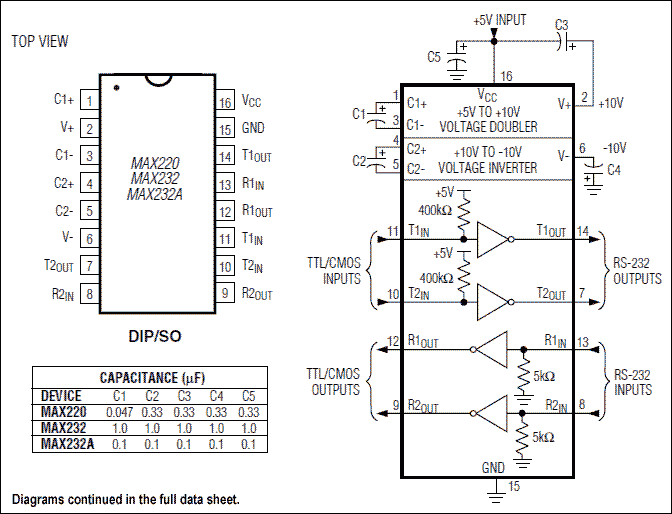 TOP VIEW
C1+ 1
V+ 2
C1- 3
C2+ 4
C2- 5
V- 6
T2OUT 7
R2IN 8
16 VCC
15 GND
14 T1OUT
13 R1IN
12 R1OUT
11 T1IN
10 T2IN
9 R2OUT
MAX220
MAX232
MAX232A
DIP/SO
CAPACITANCE (μF)
DEVICE C1 C2 C3 C4 C5
MAX220 0.047 0.33 0.33 0.33 0.33
MAX232 1.0 1.0 1.0 1.0 1.0
MAX232A 0.1 0.1 0.1 0.1 0.1
Diagrams continued in the full data sheet.
+5V INPUT
C3
C5
+
+
16
VCC
1
C1+
C1
+
3
C1-
+5V TO +10V
VOLTAGE DOUBLER
V+
2
+10V
4
C2+
C2
+
5
C2-
+10V TO -10V
VOLTAGE INVERTER
V-
6
-10V
C4
+
+5V
400kΩ
11
T1IN
T1OUT
14
+5V
400kΩ
10
T2IN
T2OUT
7
TTL/CMOS
INPUTS
RS-232
OUTPUTS
12
R1OUT
R1IN
13
5kΩ
9
R2OUT
R2IN
8
5kΩ
TTL/CMOS
OUTPUTS
RS-232
INPUTS
GND
15